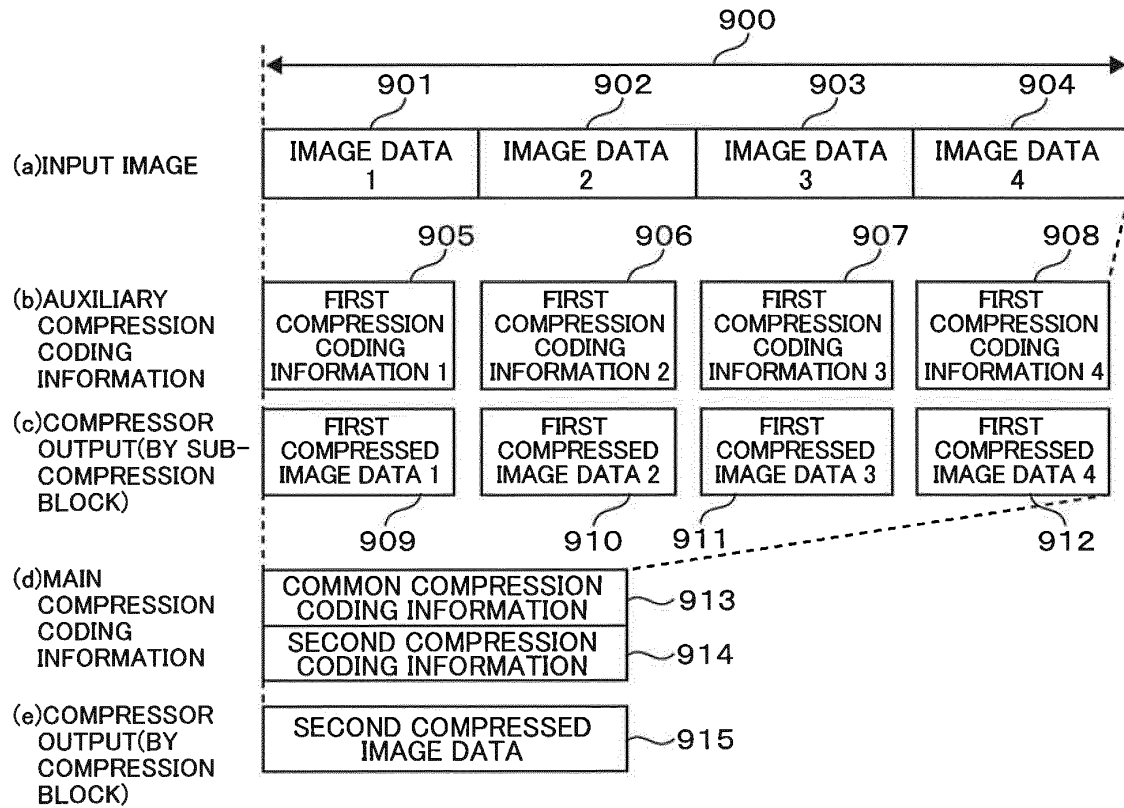 900
901 902 903 904
(a)INPUT IMAGE
IMAGE DATA
1
IMAGE DATA
2
IMAGE DATA
3
IMAGE DATA
4
905 906 907 908
(b)AUXILIARY
COMPRESSION
CODING
INFORMATION
FIRST
COMPRESSION
CODING
INFORMATION 1
FIRST
COMPRESSION
CODING
INFORMATION 2
FIRST
COMPRESSION
CODING
INFORMATION 3
FIRST
COMPRESSION
CODING
INFORMATION 4
(c)COMPRESSOR
OUTPUT(BY SUB-
COMPRESSION
BLOCK)
FIRST
COMPRESSED
IMAGE DATA 1
FIRST
COMPRESSED
IMAGE DATA 2
FIRST
COMPRESSED
IMAGE DATA 3
FIRST
COMPRESSED
IMAGE DATA 4
909 910 911 912
(d)MAIN
COMPRESSION
CODING
INFORMATION
COMMON COMPRESSION
CODING INFORMATION
913
SECOND COMPRESSION
CODING INFORMATION
914
(e)COMPRESSOR
OUTPUT(BY
COMPRESSION
BLOCK)
SECOND COMPRESSED
IMAGE DATA
915